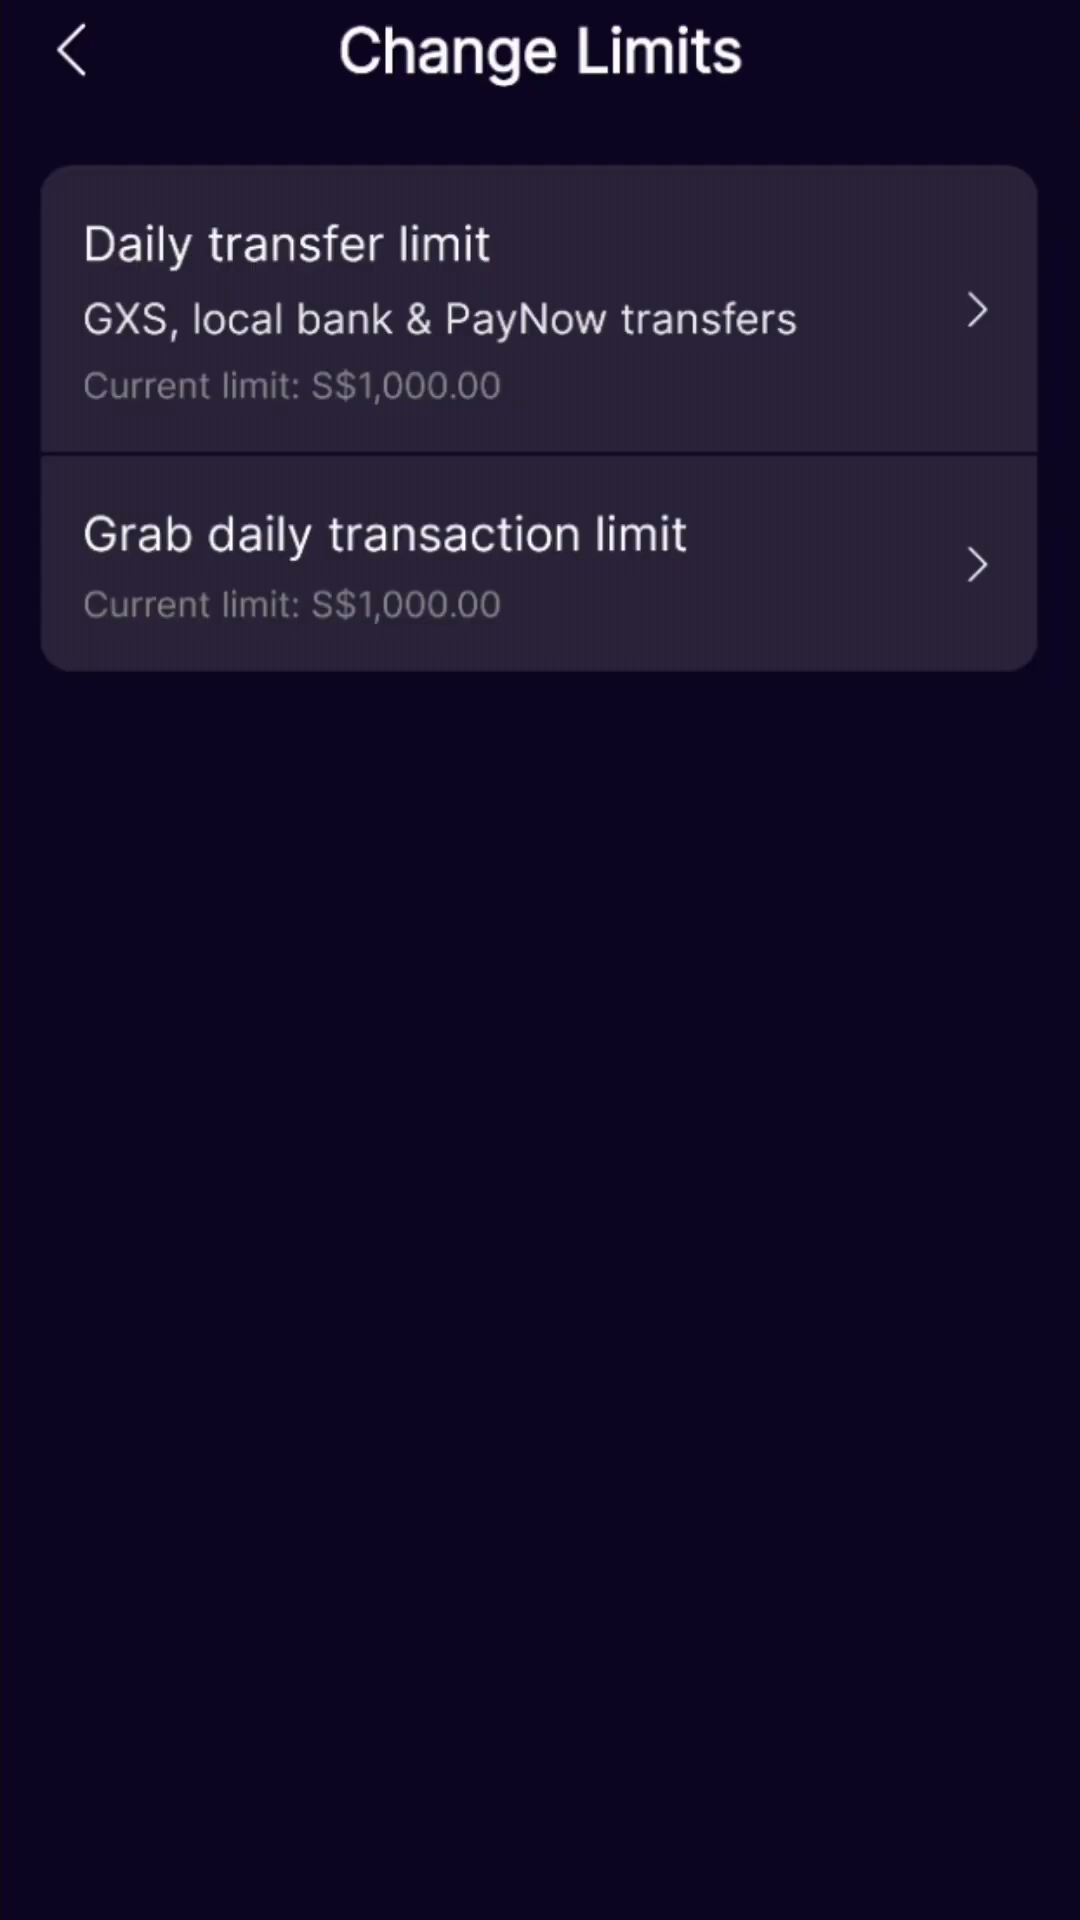 Change Limits
Daily transfer limit
GXS, local bank & PayNow transfers
Current limit: S$1,000.00
Grab daily transaction limit
Current limit: S$1,000.00